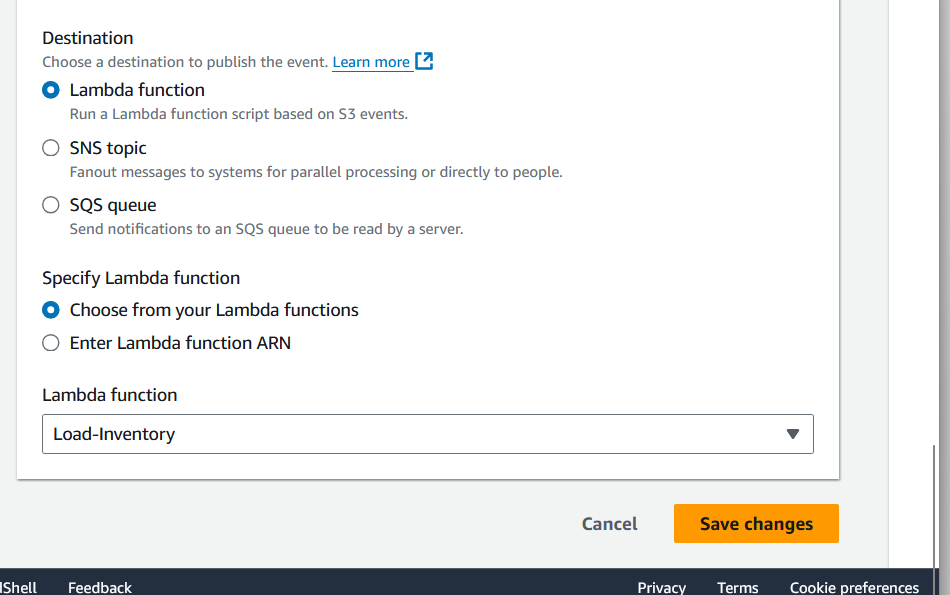 Destination
Choose a destination to publish the event. Learn more
Lambda function
Run a Lambda function script based on S3 events.
SNS topic
Fanout messages to systems for parallel processing or directly to people.
SQS queue
Send notifications to an SQS queue to be read by a server.
Specify Lambda function
Choose from your Lambda functions
Enter Lambda function ARN
Lambda function
Load-Inventory
Cancel Save changes
Shell Feedback Privacy Terms Cookie preferences